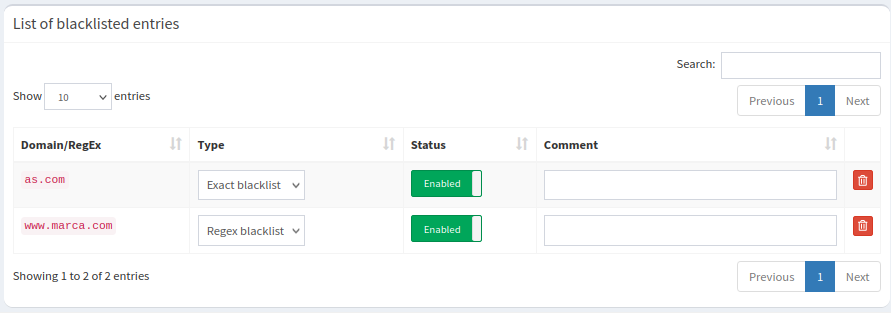 List of blacklisted entries
Search:
Show 10 entries
Previous 1 Next
Domain/RegEx Type Status Comment
as.com Exact blacklist Enabled
www.marca.com Regex blacklist Enabled
Showing 1 to 2 of 2 entries
Previous 1 Next